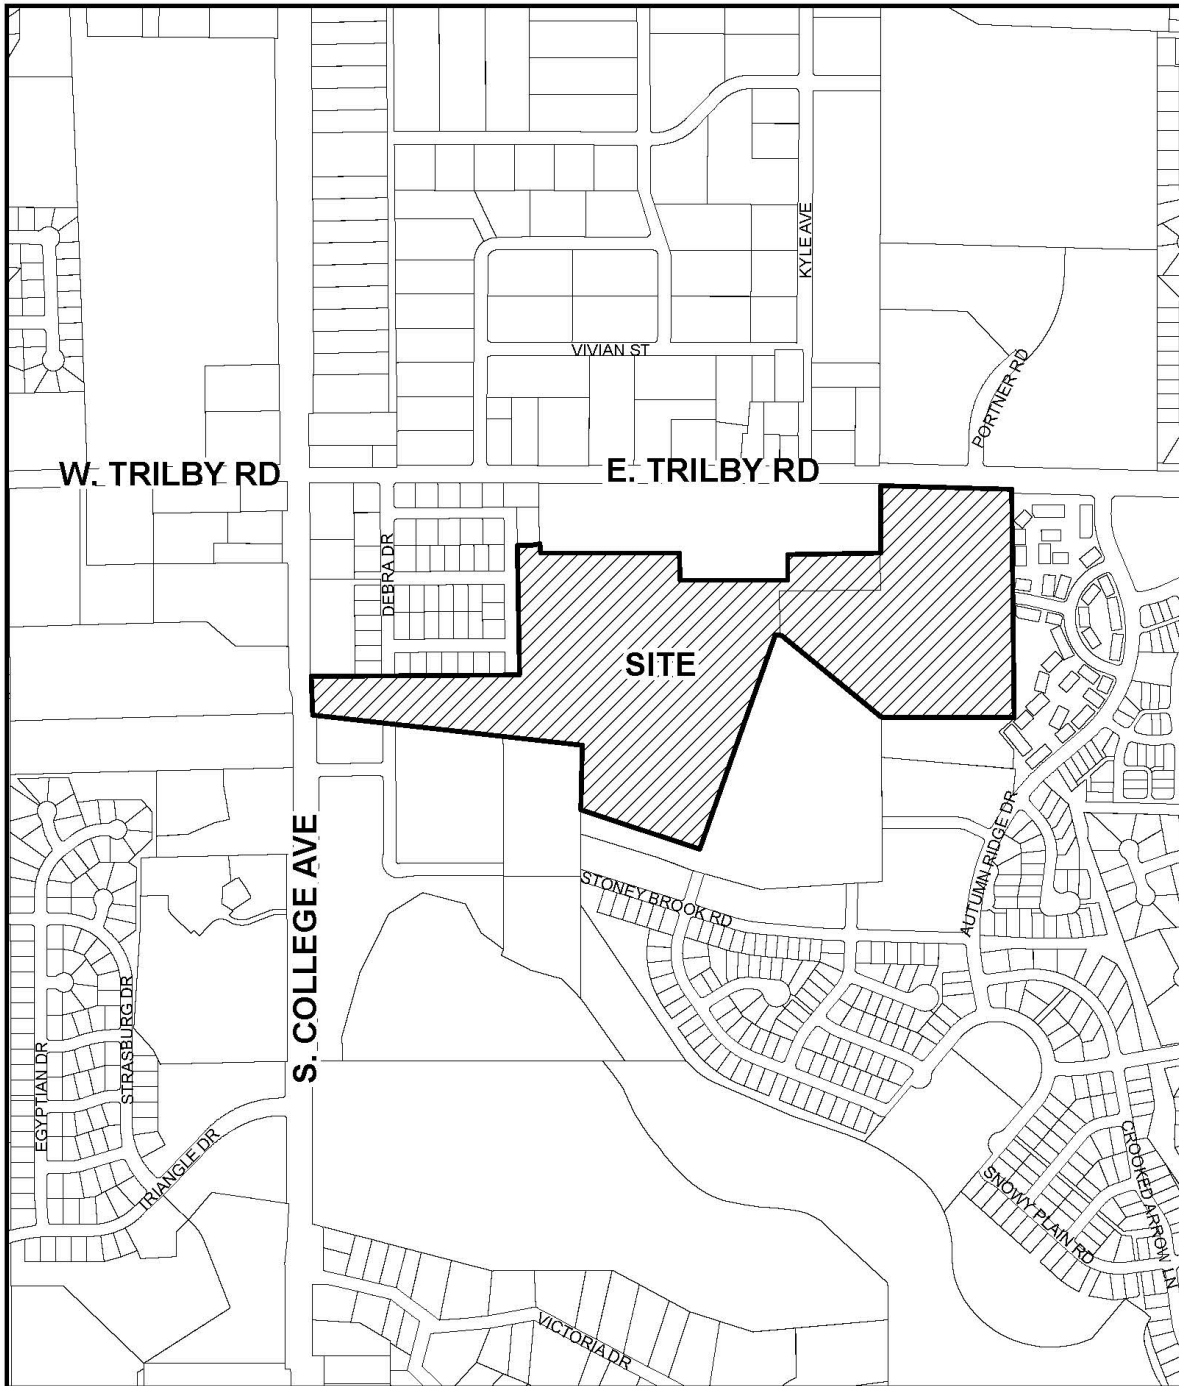 KYLE AVE
VIVIAN ST
PORTNER RD
W. TRILBY RD
E. TRILBY RD
DEBRA DR
SITE
S. COLLEGE AVE
AUTUMN RIDGE DR
STONEY BROOK RD
EGYPTIAN DR
STRASBURG DR
TRIANGLE DR
CROOKED ARROW LN
SNOWY PLAIN RD
VICTORIA DR